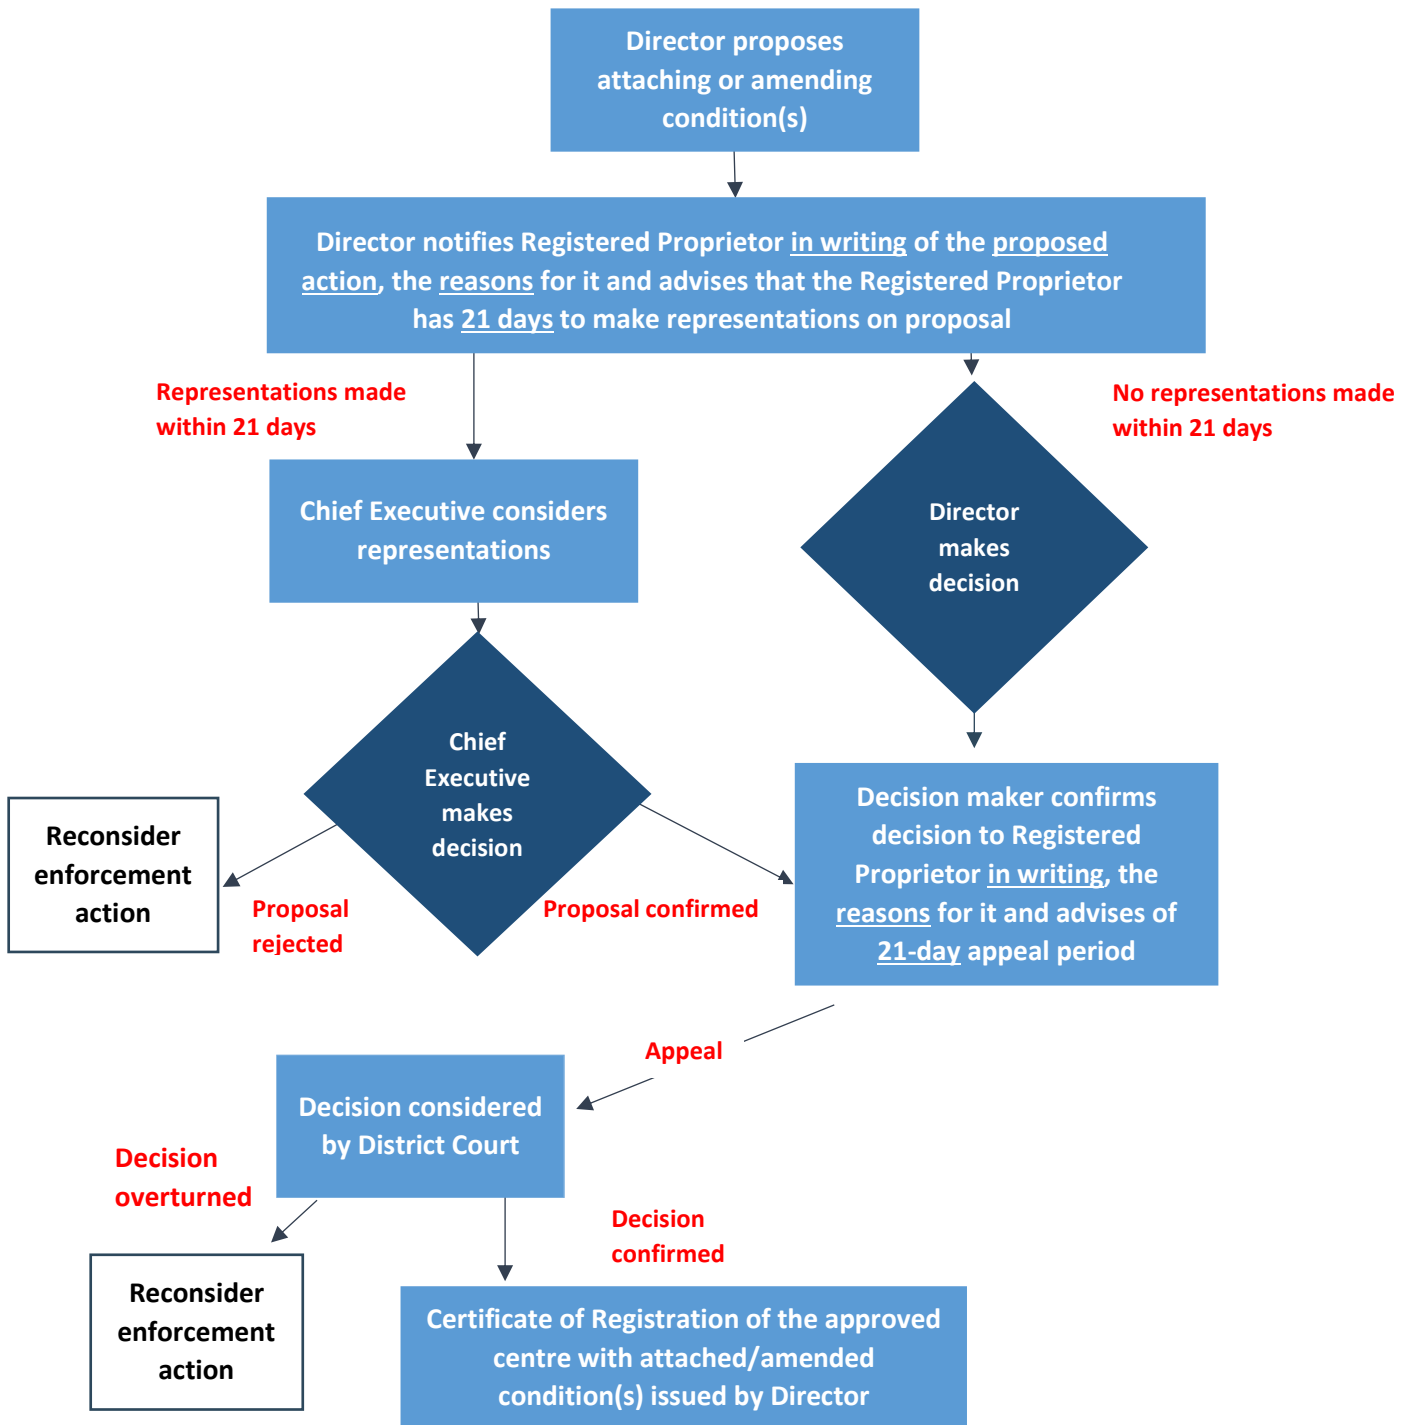 Director proposes
attaching or amending
condition(s)
Director notifies Registered Proprietor in writing of the proposed
action, the reasons for it and advises that the Registered Proprietor
has 21 days to make representations on proposal
Representations made
within 21 days
No representations made
within 21 days
Chief Executive considers
representations
Director
makes
decision
Chief
Executive
makes
decision
Reconsider
enforcement
action
Proposal
rejected
Proposal confirmed
Decision maker confirms
decision to Registered
Proprietor in writing, the
reasons for it and advises of
21-day appeal period
Appeal
Decision considered
by District Court
Decision
overturned
Decision
confirmed
Reconsider
enforcement
action
Certificate of Registration of the approved
centre with attached/amended
condition(s) issued by Director